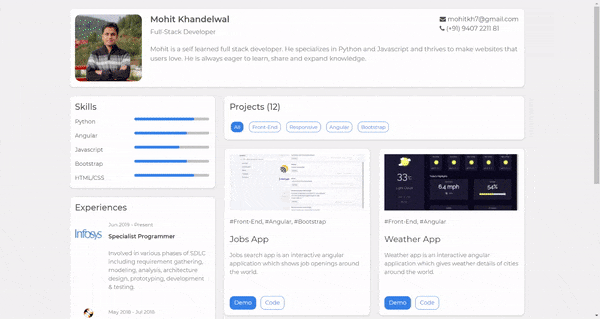 Mohit Khandelwal
Full-Stack Developer
mohitkh7@gmail.com
(+91) 9407 2211 81
Mohit is a self learned full stack developer. He specializes in Python and Javascript and thrives to make websites that
users love. He is always eager to learn, share and expand knowledge.
Skills
Python
Angular
Javascript
Bootstrap
HTML/CSS
Experiences
Infosys
Jun 2019 - Present
Specialist Programmer
Involved in various phases of SDLC
including requirement gathering,
modeling, analysis, architecture
design, prototyping, development
& testing.
May 2018 - Jul 2018
Projects (12)
All
Front-End
Responsive
Angular
Bootstrap
#Front-End, #Angular, #Bootstrap
Jobs App
Jobs search app is an interactive angular
application which shows job openings around
the world.
Demo
Code
33
6.4 mph
54%
#Front-End, #Angular
Weather App
Weather app is an interactive angular
application which gives weather details of cities
around the world.
Demo
Code